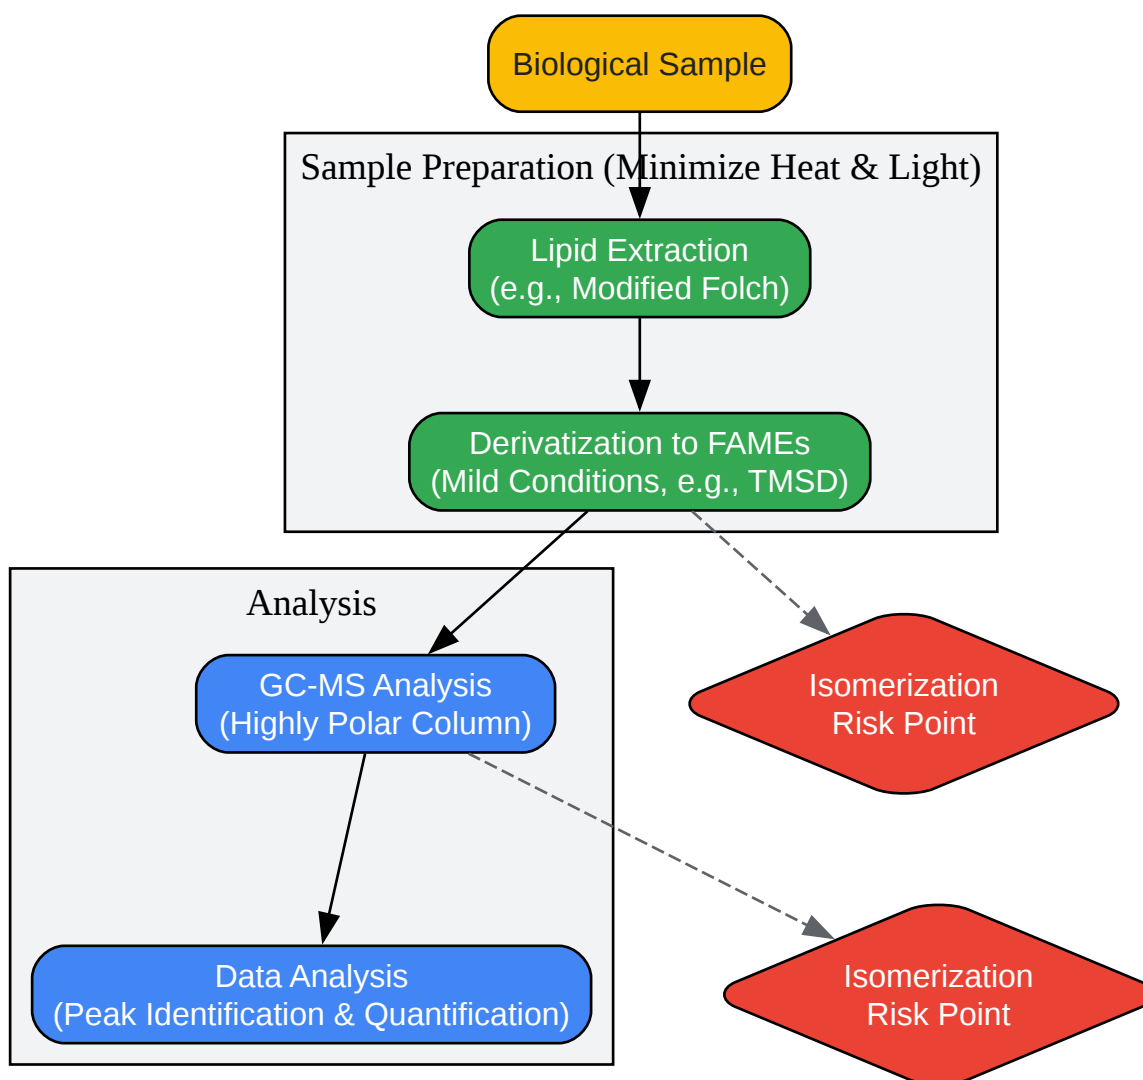 Biological Sample
Sample Preparation (Minimize Heat & Light)
Lipid Extraction
(e.g., Modified Folch)
Derivatization to FAMEs
(Mild Conditions, e.g., TMSD)
Analysis
GC-MS Analysis
(Highly Polar Column)
Isomerization
Risk Point
Data Analysis
(Peak Identification & Quantification)
Isomerization
Risk Point